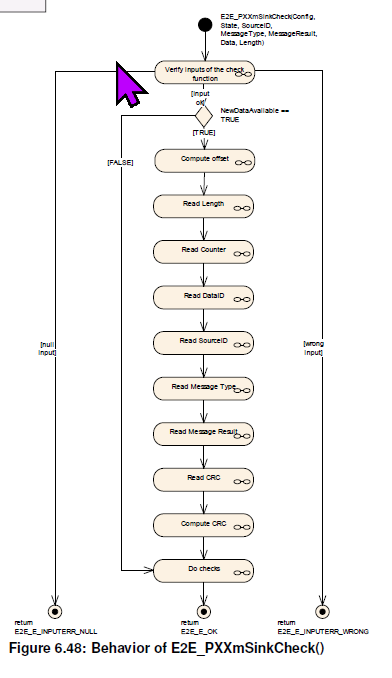 E2E_PXXmSinkCheck(Config,
State, SourceID,
MessageType, MessageResult,
Data, Length)
Verify inputs of the check
function
[input
ok]
NewDataAvailable ==
TRUE
[TRUE]
[FALSE]
Compute offset
Read Length
Read Counter
Read DataID
Read SourceID
[null
input]
[wrong
input]
Read Message Type
Read Message Result
Read CRC
Compute CRC
Do checks
return
E2E_E_INPUTERR_NULL
return
E2E_E_OK
return
E2E_E_INPUTERR_WRONG
Figure 6.48: Behavior of E2E_PXXmSinkCheck()